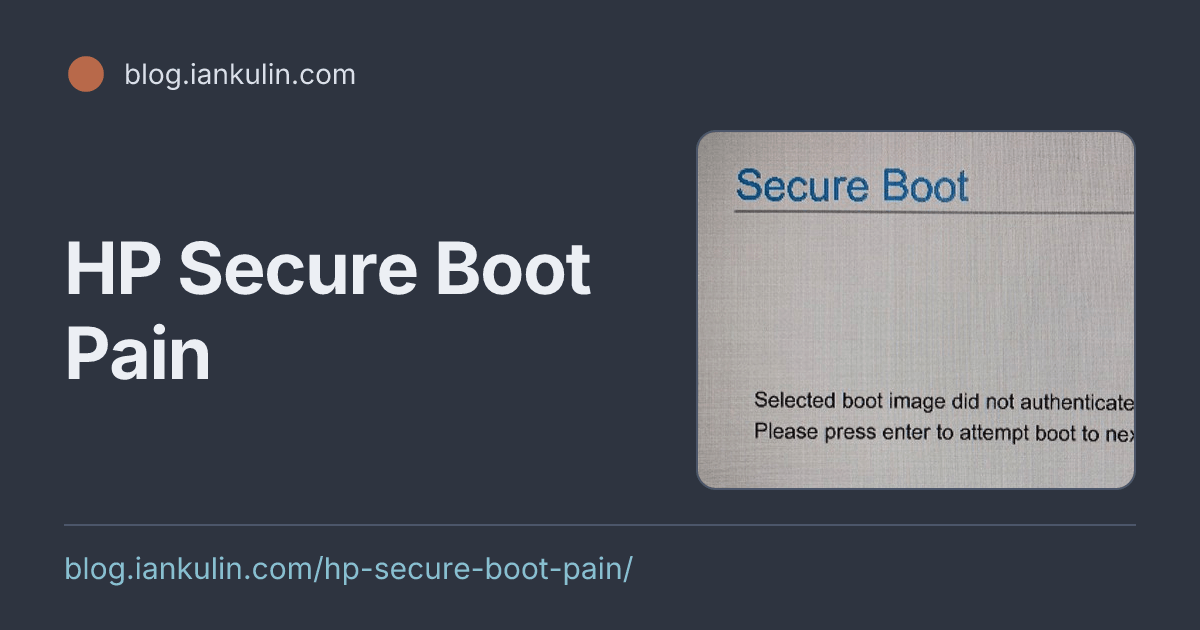 blog.iankulin.com
HP Secure Boot
Pain
Secure Boot
Selected boot image did not authenticate
Please press enter to attempt boot to
blog.iankulin.com/hp-secure-boot-pain/